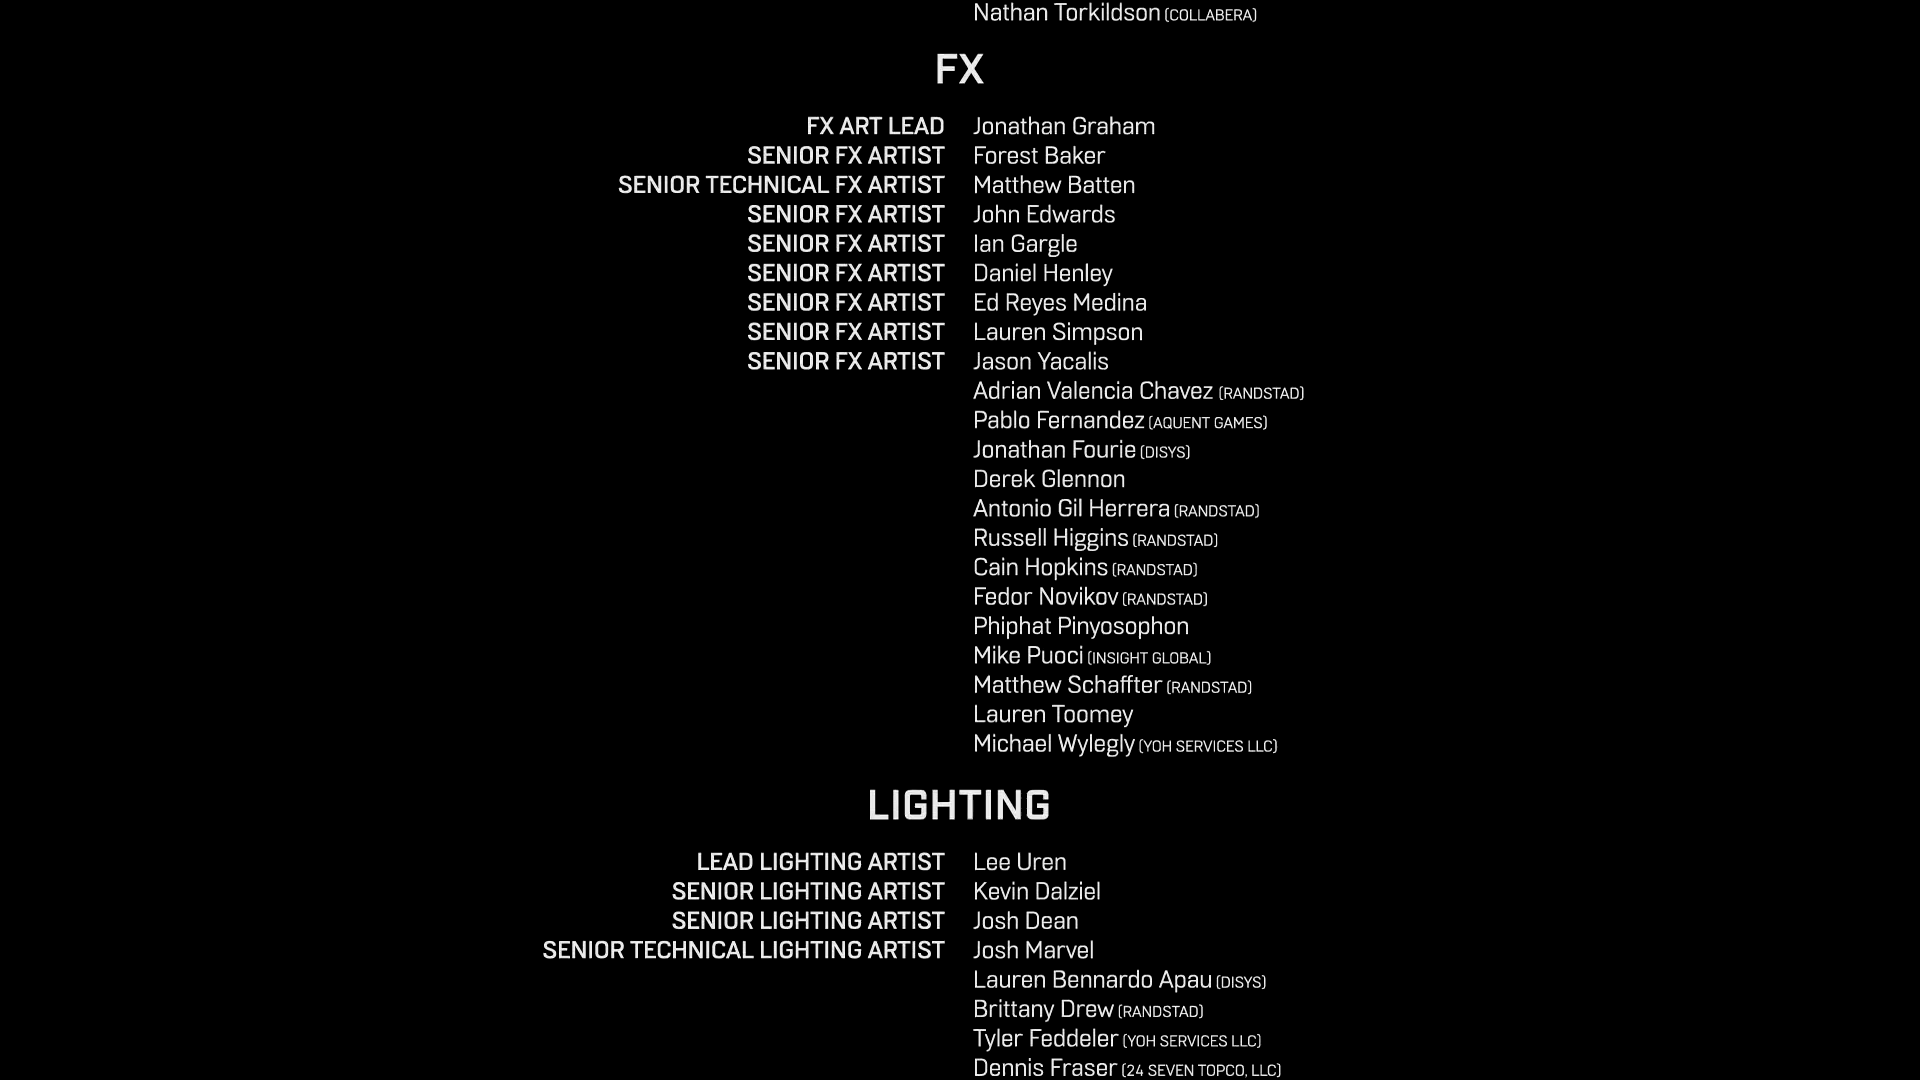 Nathan Torkildson (COLLABERA)
FX
FX ART LEAD Jonathan Graham
SENIOR FX ARTIST Forest Baker
SENIOR TECHNICAL FX ARTIST Matthew Batten
SENIOR FX ARTIST John Edwards
SENIOR FX ARTIST Ian Gargle
SENIOR FX ARTIST Daniel Henley
SENIOR FX ARTIST Ed Reyes Medina
SENIOR FX ARTIST Lauren Simpson
SENIOR FX ARTIST Jason Yacalis
Adrian Valencia Chavez (RANDSTAD)
Pablo Fernandez (AQUENT GAMES)
Jonathan Fourie (DISYS)
Derek Glennon
Antonio Gil Herrera (RANDSTAD)
Russell Higgins (RANDSTAD)
Cain Hopkins (RANDSTAD)
Fedor Novikov (RANDSTAD)
Phiphat Pinyosophon
Mike Puoci (INSIGHT GLOBAL)
Matthew Schaffter (RANDSTAD)
Lauren Toomey
Michael Wylegly (YOH SERVICES LLC)
LIGHTING
LEAD LIGHTING ARTIST Lee Uren
SENIOR LIGHTING ARTIST Kevin Dalziel
SENIOR LIGHTING ARTIST Josh Dean
SENIOR TECHNICAL LIGHTING ARTIST Josh Marvel
Lauren Bennardo Apau (DISYS)
Brittany Drew (RANDSTAD)
Tyler Feddeler (YOH SERVICES LLC)
Dennis Fraser (24 SEVEN TOPCO, LLC)